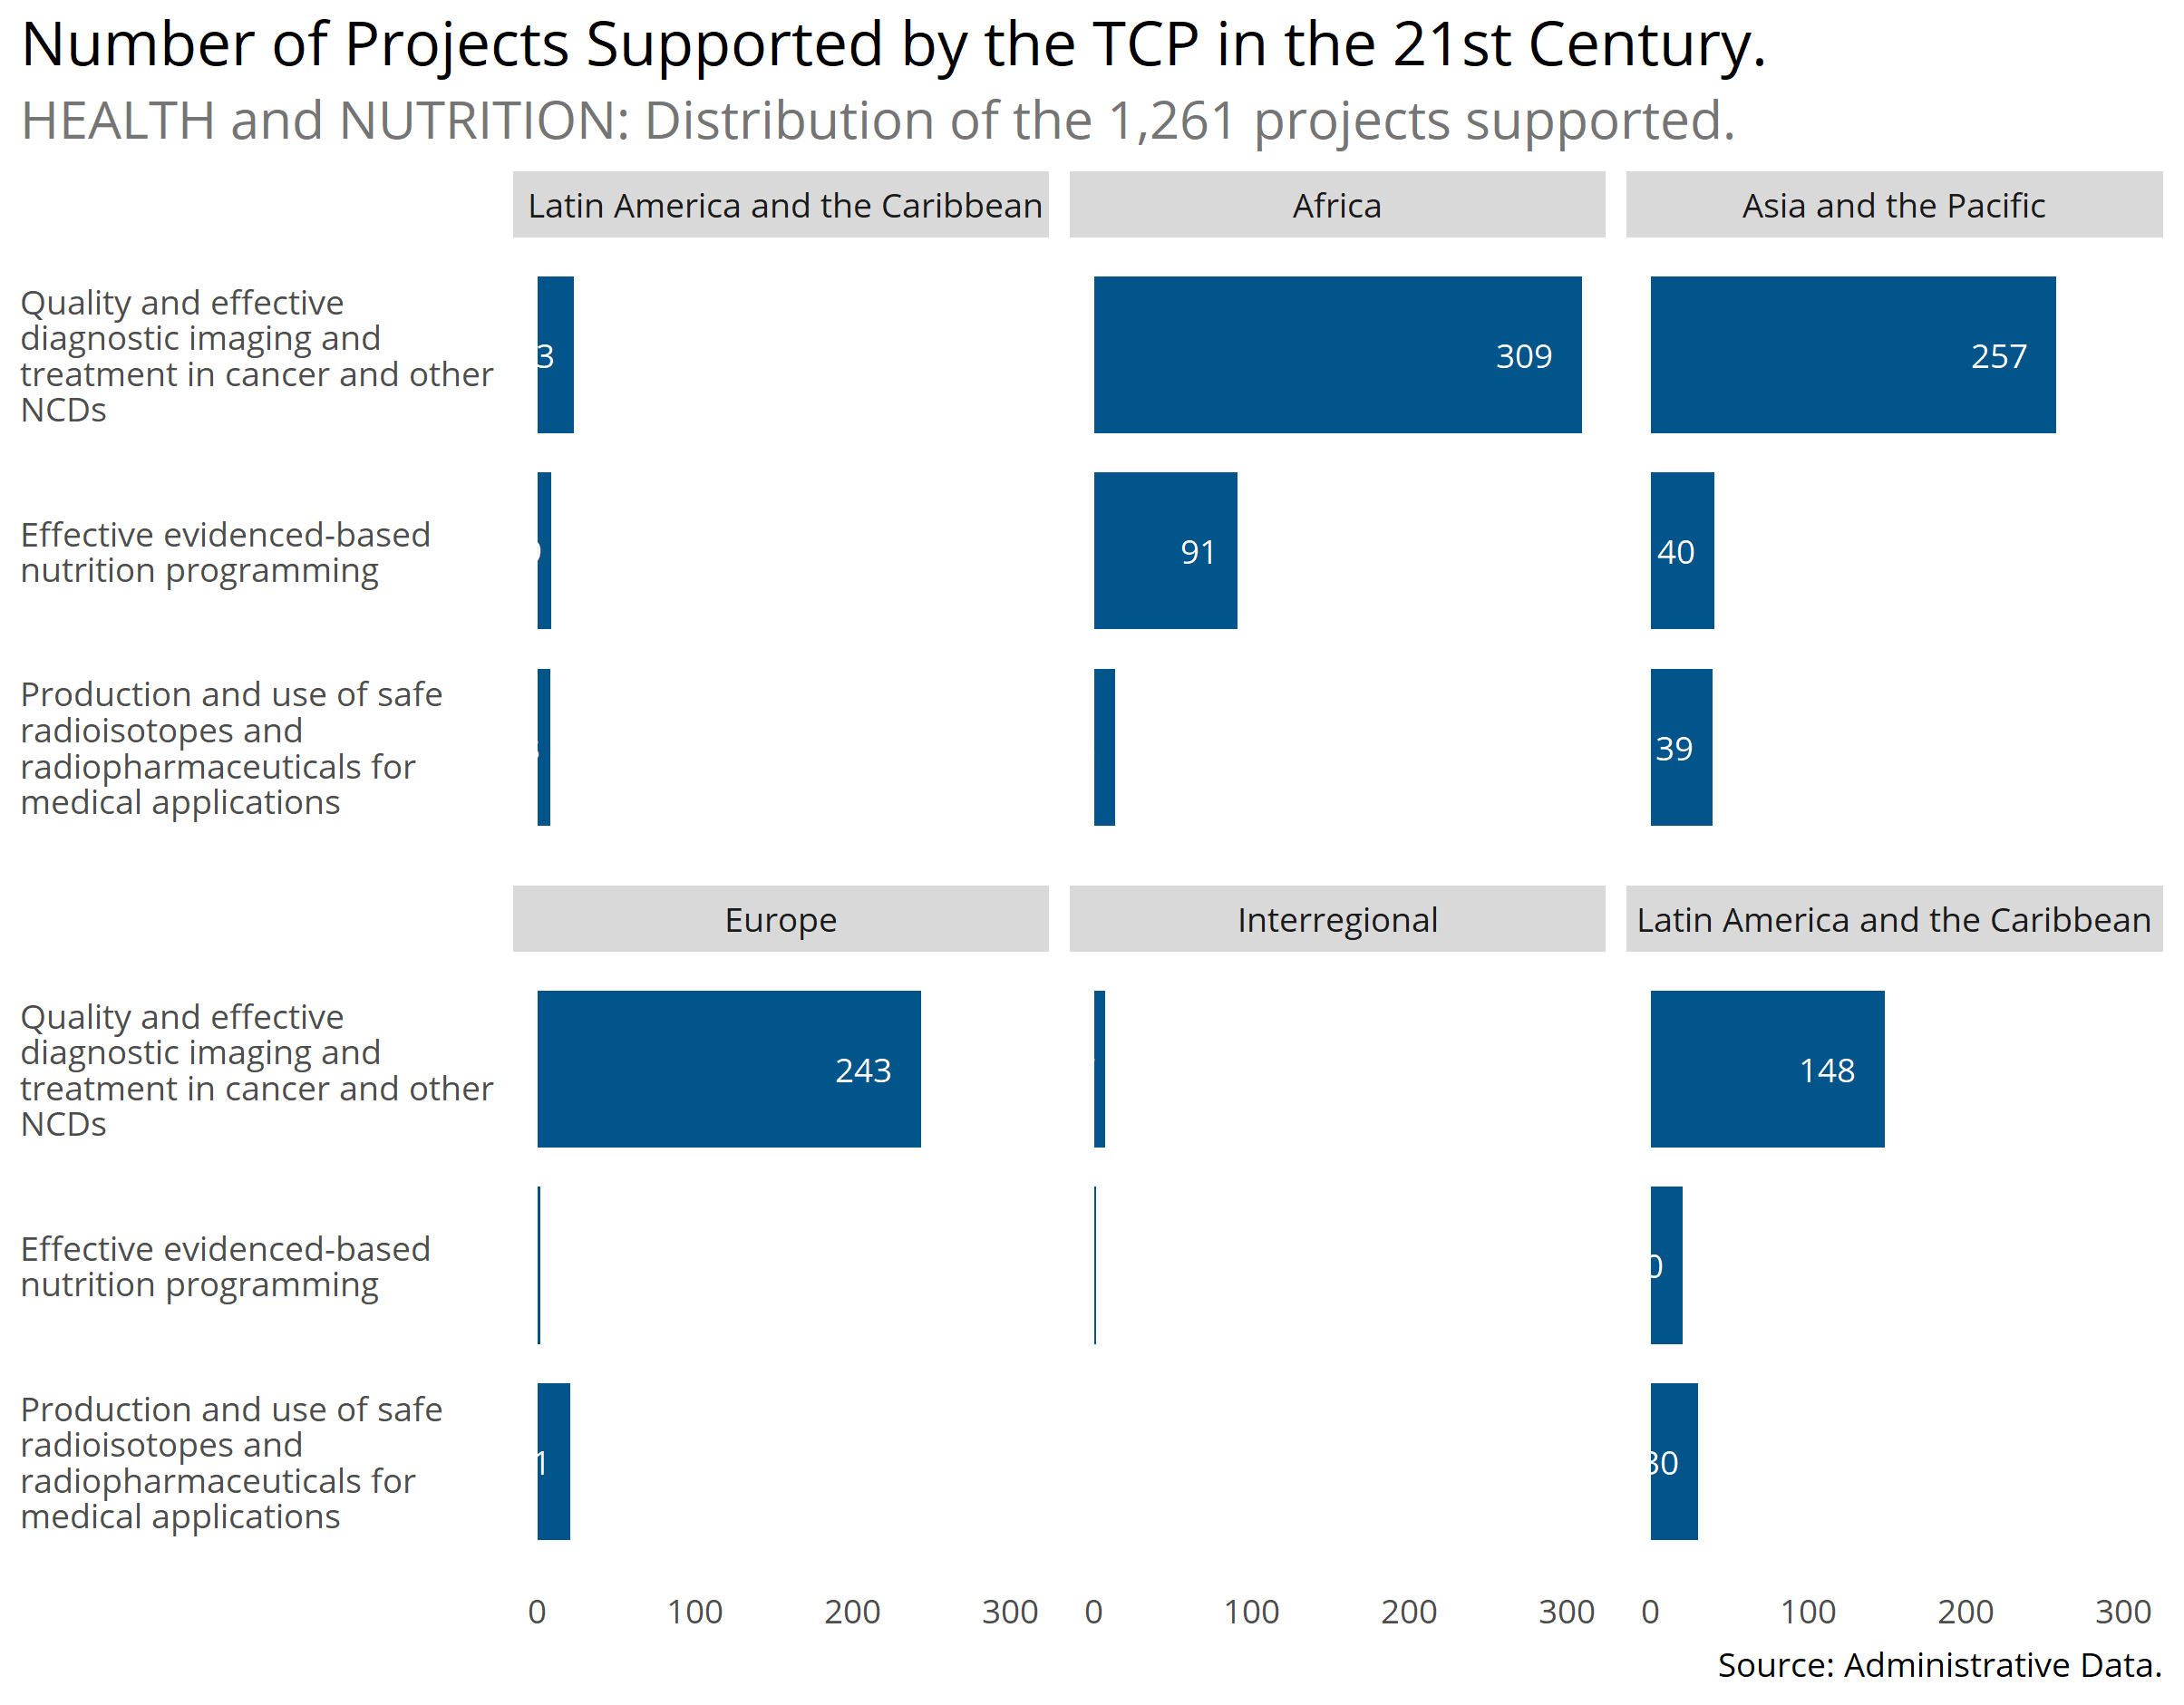 Number of Projects Supported by the TCP in the 21st Century.
HEALTH and NUTRITION: Distribution of the 1,261 projects supported.
Latin America and the Caribbean
Africa
Asia and the Pacific
Quality and effective
diagnostic imaging and
treatment in cancer and other
NCDs
3
309
257
Effective evidenced-based
nutrition programming
91
40
Production and use of safe
radioisotopes and
radiopharmaceuticals for
medical applications
39
Europe
Interregional
Latin America and the Caribbean
Quality and effective
diagnostic imaging and
treatment in cancer and other
NCDs
243
148
Effective evidenced-based
nutrition programming
0
Production and use of safe
radioisotopes and
radiopharmaceuticals for
medical applications
1
30
0 100 200 300
0 100 200 300
0 100 200 300
Source: Administrative Data.